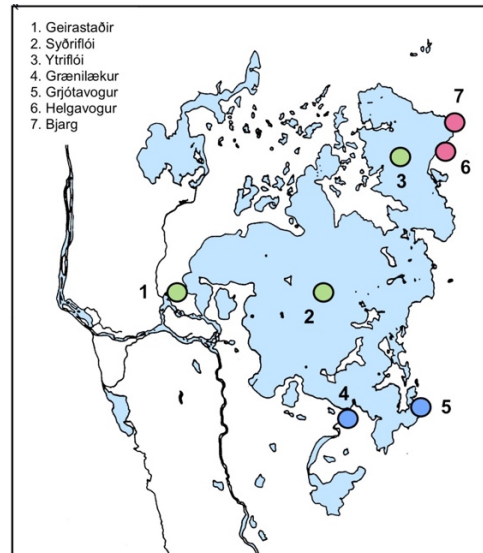 1. Geirastaðir
2. Syðriflói
3. Ytriflói
4. Grænilækur
5. Grjótavogur
6. Helgavogur
7. Bjarg
7
6
3
1
2
4
5